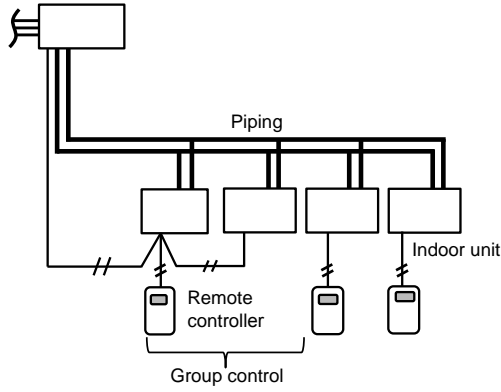 Piping
Indoor unit
Remote
controller
Group control